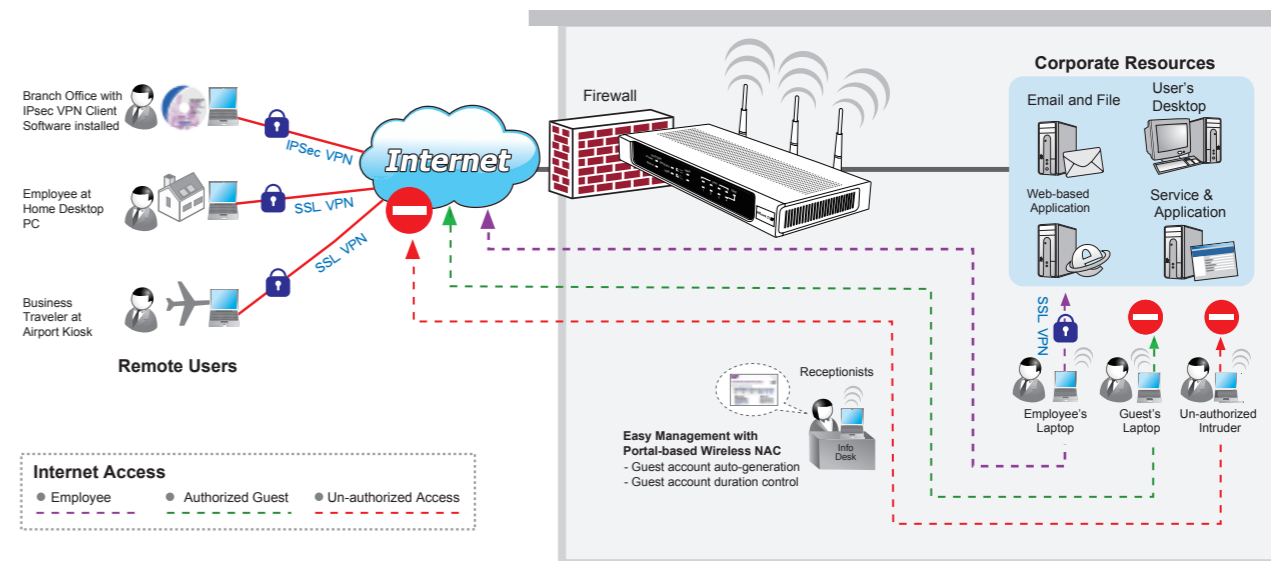 Branch Office with
IPsec VPN Client
Software installed
IPSec VPN
Employee at
Home Desktop
PC
SSL VPN
Business
Traveler at
Airport Kiosk
SSL VPN
Remote Users
Internet
Firewall
Corporate Resources
Email and File
User's
Desktop
Web-based
Application
Service &
Application
SSL VPN
Employee's
Laptop
Guest's
Laptop
Un-authorized
Intruder
Receptionists
Info
Desk
Easy Management with
Portal-based Wireless NAC
- Guest account auto-generation
- Guest account duration control
Internet Access
Employee
Authorized Guest
Un-authorized Access